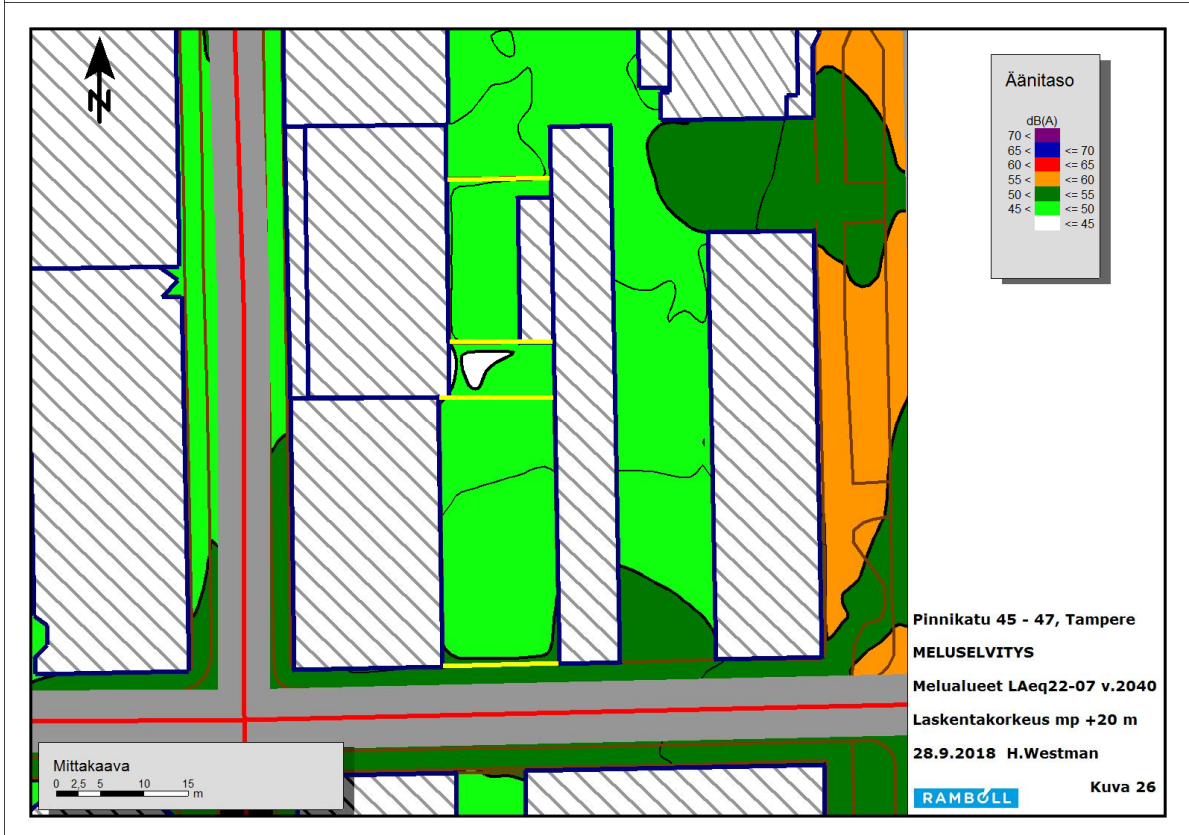 N
Äänitaso
dB(A)
70 <
65 < <= 70
60 < <= 65
55 < <= 60
50 < <= 55
45 < <= 50
<= 45
Pinnikatu 45 - 47, Tampere
MELUSELVITYS
Melualueet LAeq22-07 v.2040
Laskentakorkeus mp +20 m
28.9.2018 H.Westman
Kuva 26
RAMBOLL
Mittakaava
0 2,5 5 10 15
m